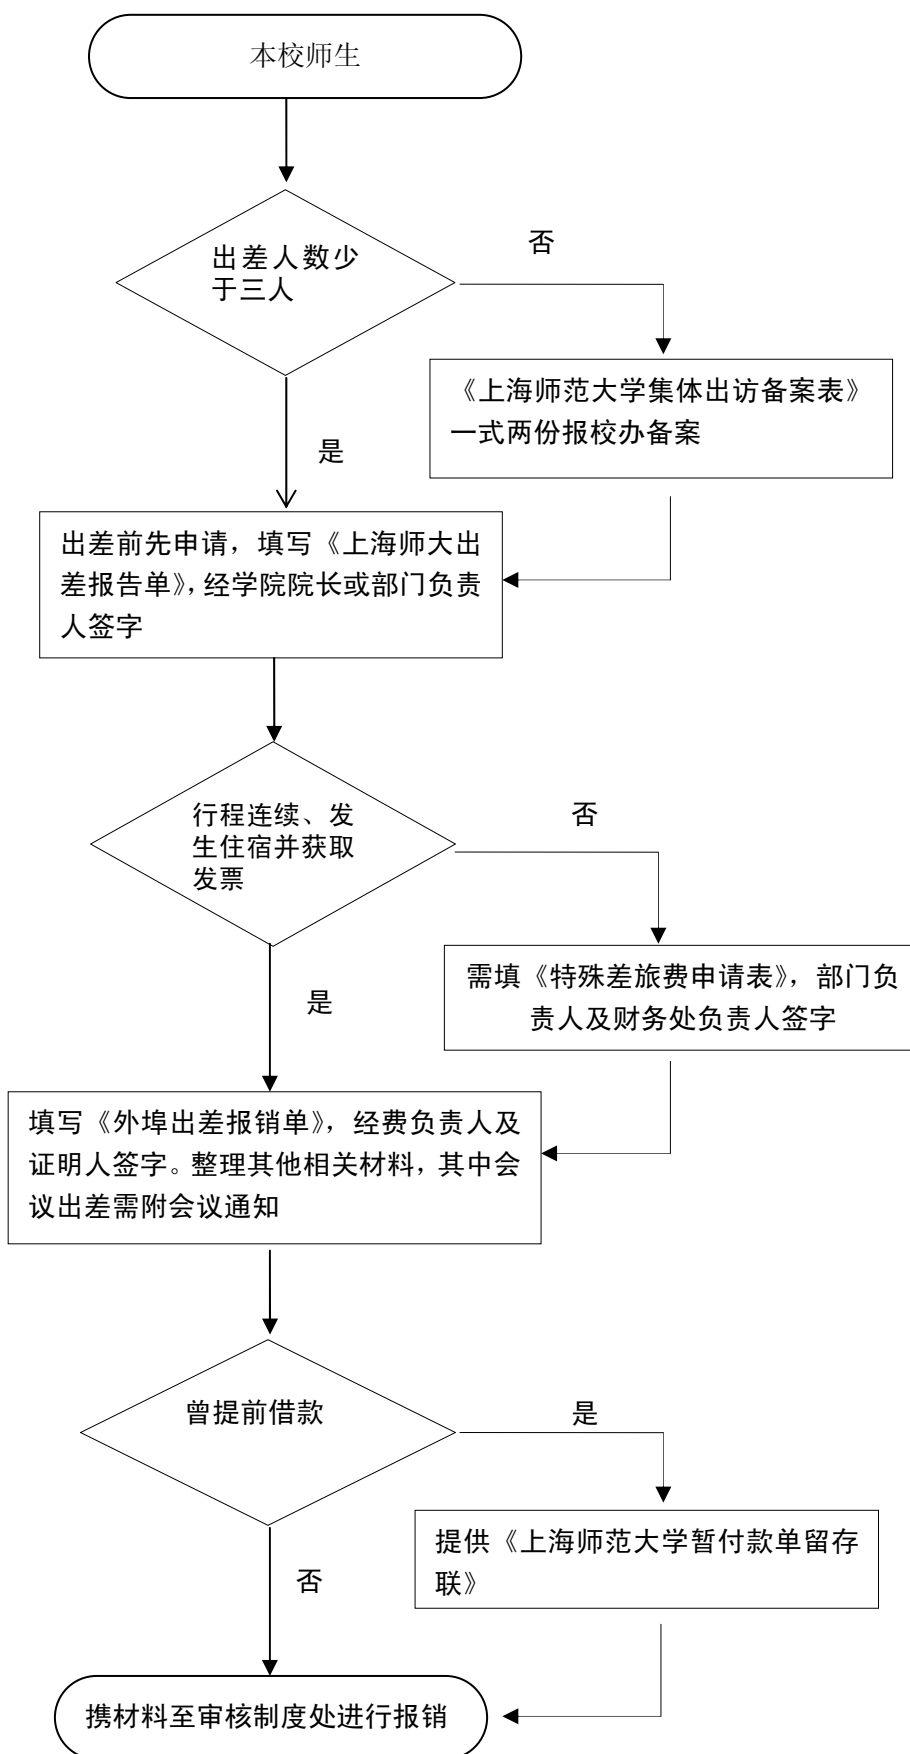 本校师生
出差人数少
于三人
否
《上海师范大学集体出访备案表》
一式两份报校办备案
是
出差前先申请，填写《上海师大出
差报告单》，经学院院长或部门负责
人签字
行程连续、发
生住宿并获取
发票
否
需填《特殊差旅费申请表》，部门负
责人及财务处负责人签字
是
填写《外埠出差报销单》，经费负责人及
证明人签字。整理其他相关材料，其中会
议出差需附会议通知
曾提前借款
是
提供《上海师范大学暂付款单留存
联》
否
携材料至审核制度处进行报销